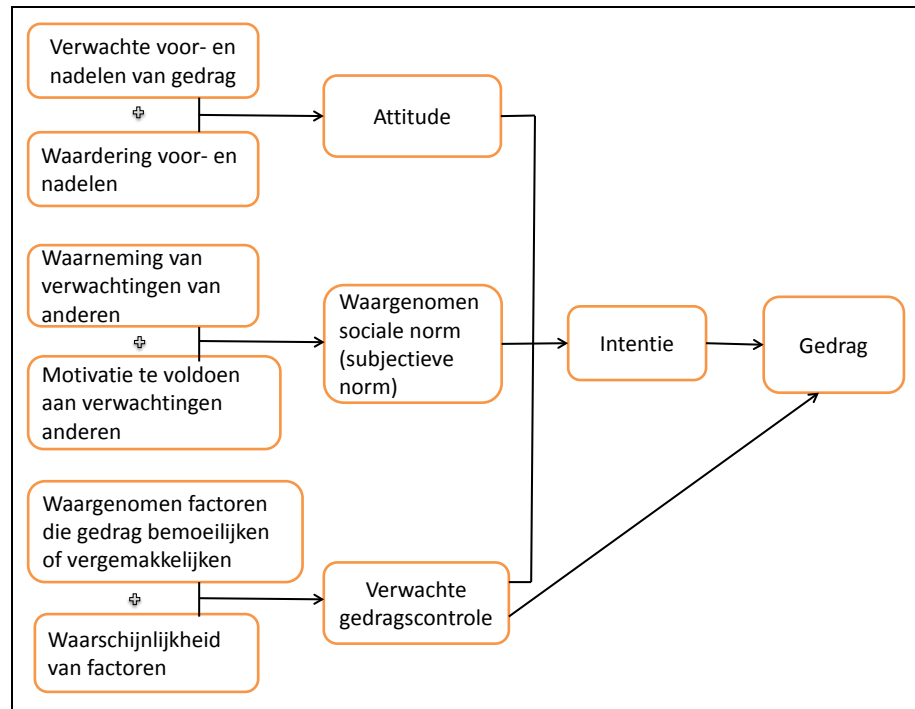 Verwachte voor- en
nadelen van gedrag
Waardering voor- en
nadelen
Attitude
Waarneming van
verwachtingen van
anderen
Motivatie te voldoen
aan verwachtingen
anderen
Waargenomen
sociale norm
(subjectieve
norm)
Intentie
Gedrag
Waargenomen factoren
die gedrag bemoeilijken
of vergemakkelijken
Waarschijnlijkheid
van factoren
Verwachte
gedragscontrole